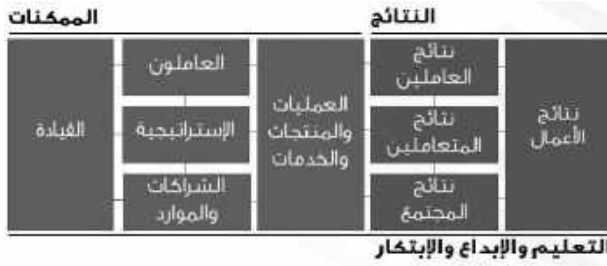 الممكنات
النتائج
القيادة
العاملون
الإستراتيجية
الشراكات
والموارد
العمليات
والمنتجات
والخدمات
نتائج
العاملين
نتائج
المتعاملين
نتائج
المجتمع
نتائج
الأعمال
التعليم والإبداع والإبتكار